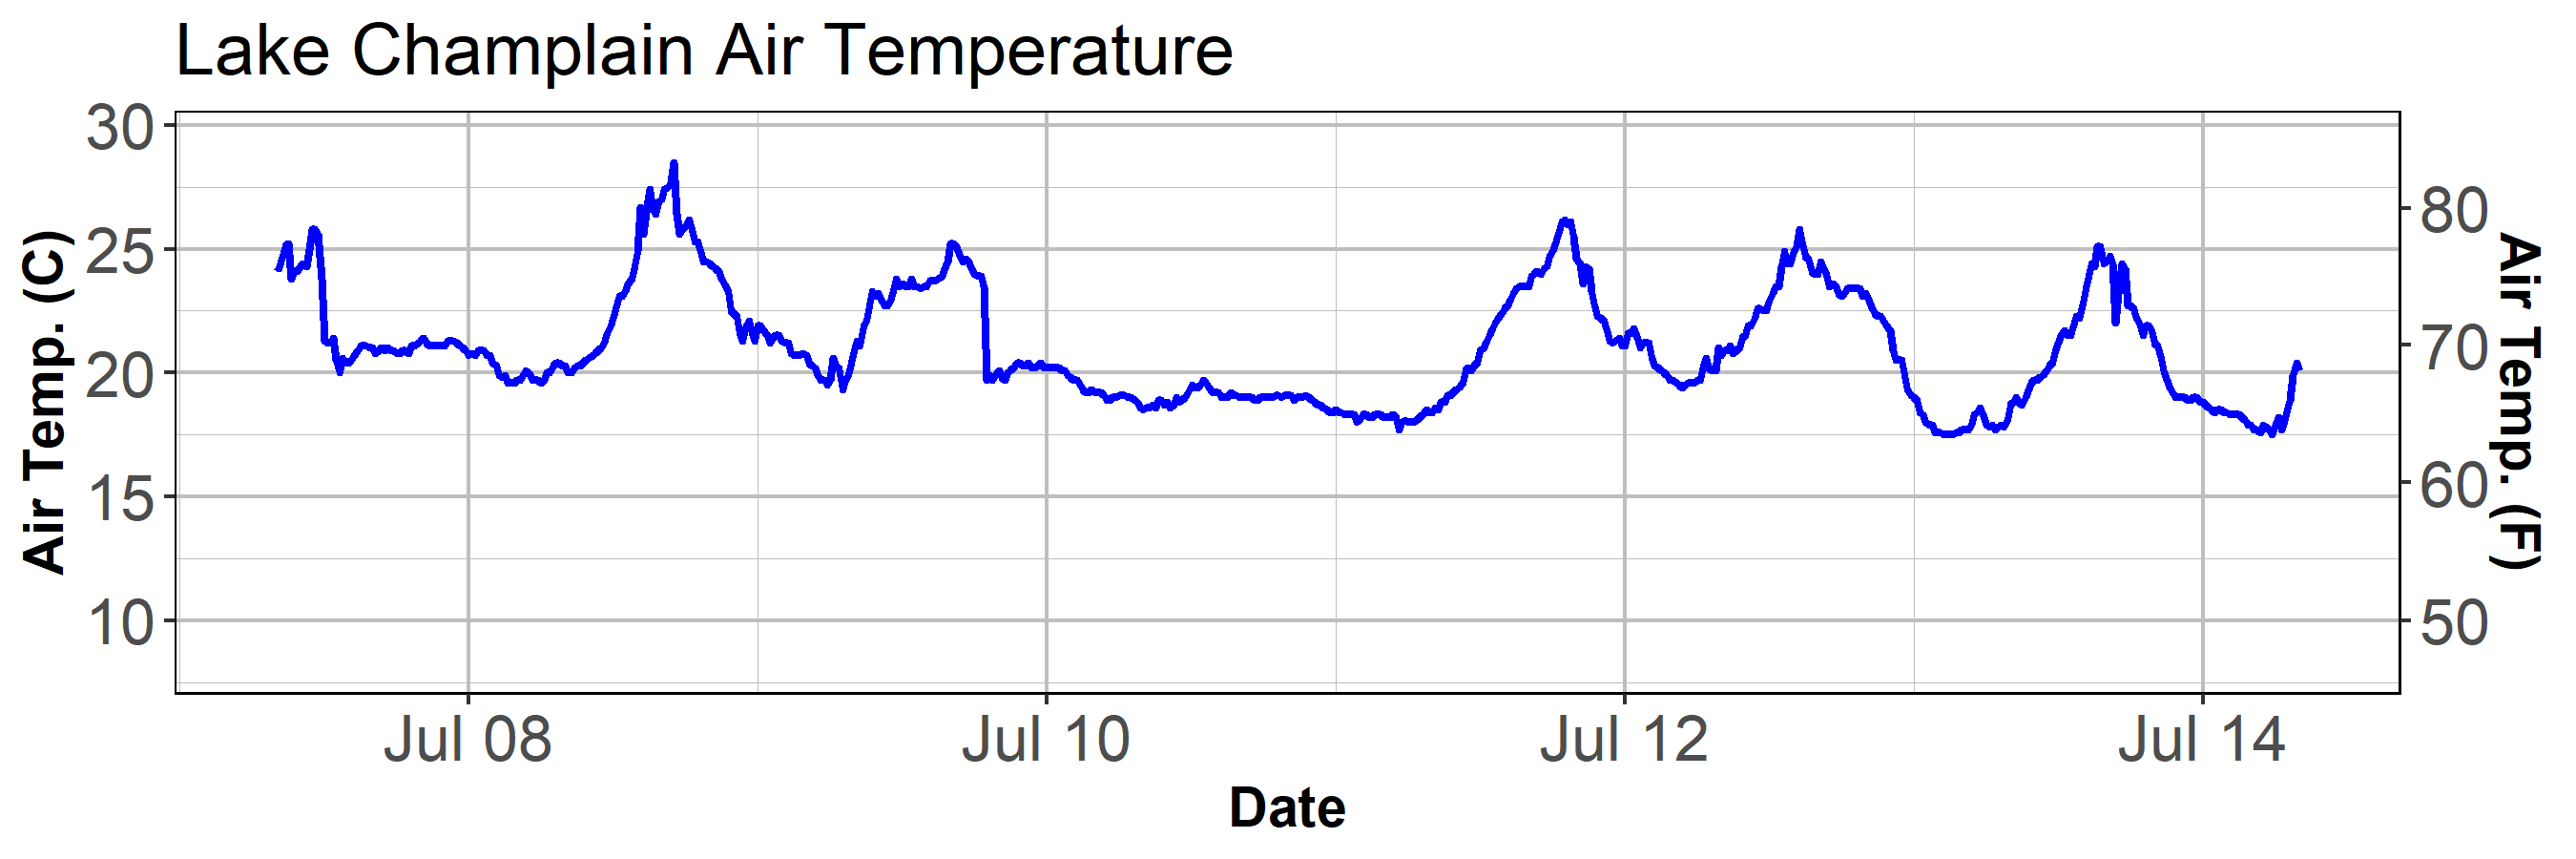 Lake Champlain Air Temperature
Air Temp. (C)
30
25
20
15
10
80
70
60
50
Air Temp. (F)
Jul 08 Jul 10 Jul 12 Jul 14
Date